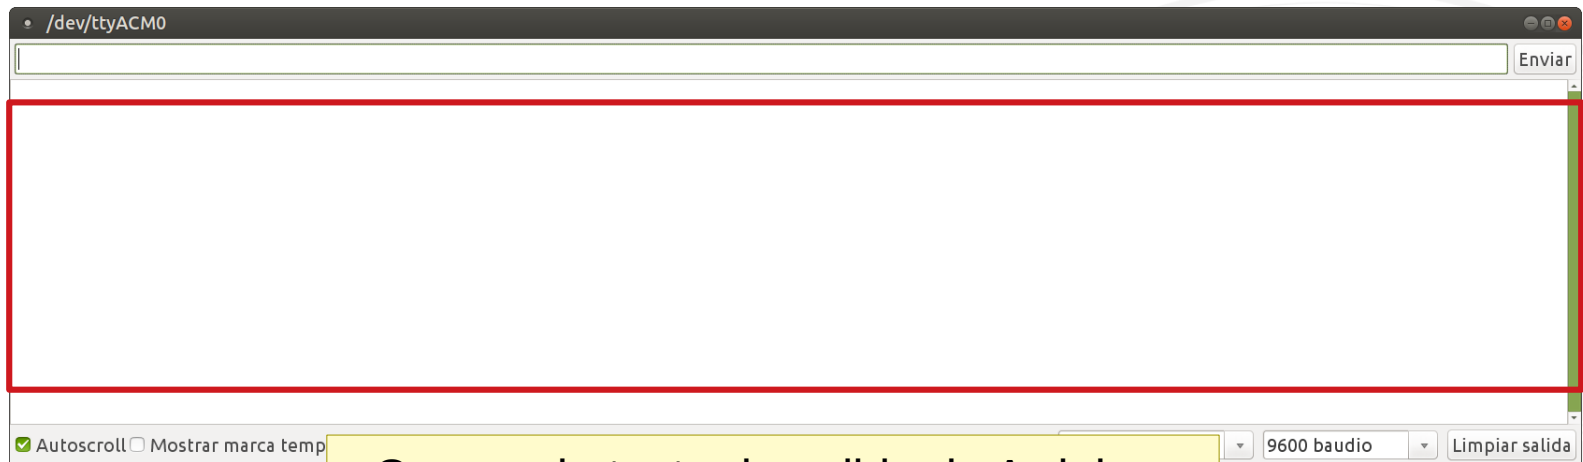 /dev/ttyACM0
Enviar
Autoscroll Mostrar marca temp
9600 baudio
Limpiar salida